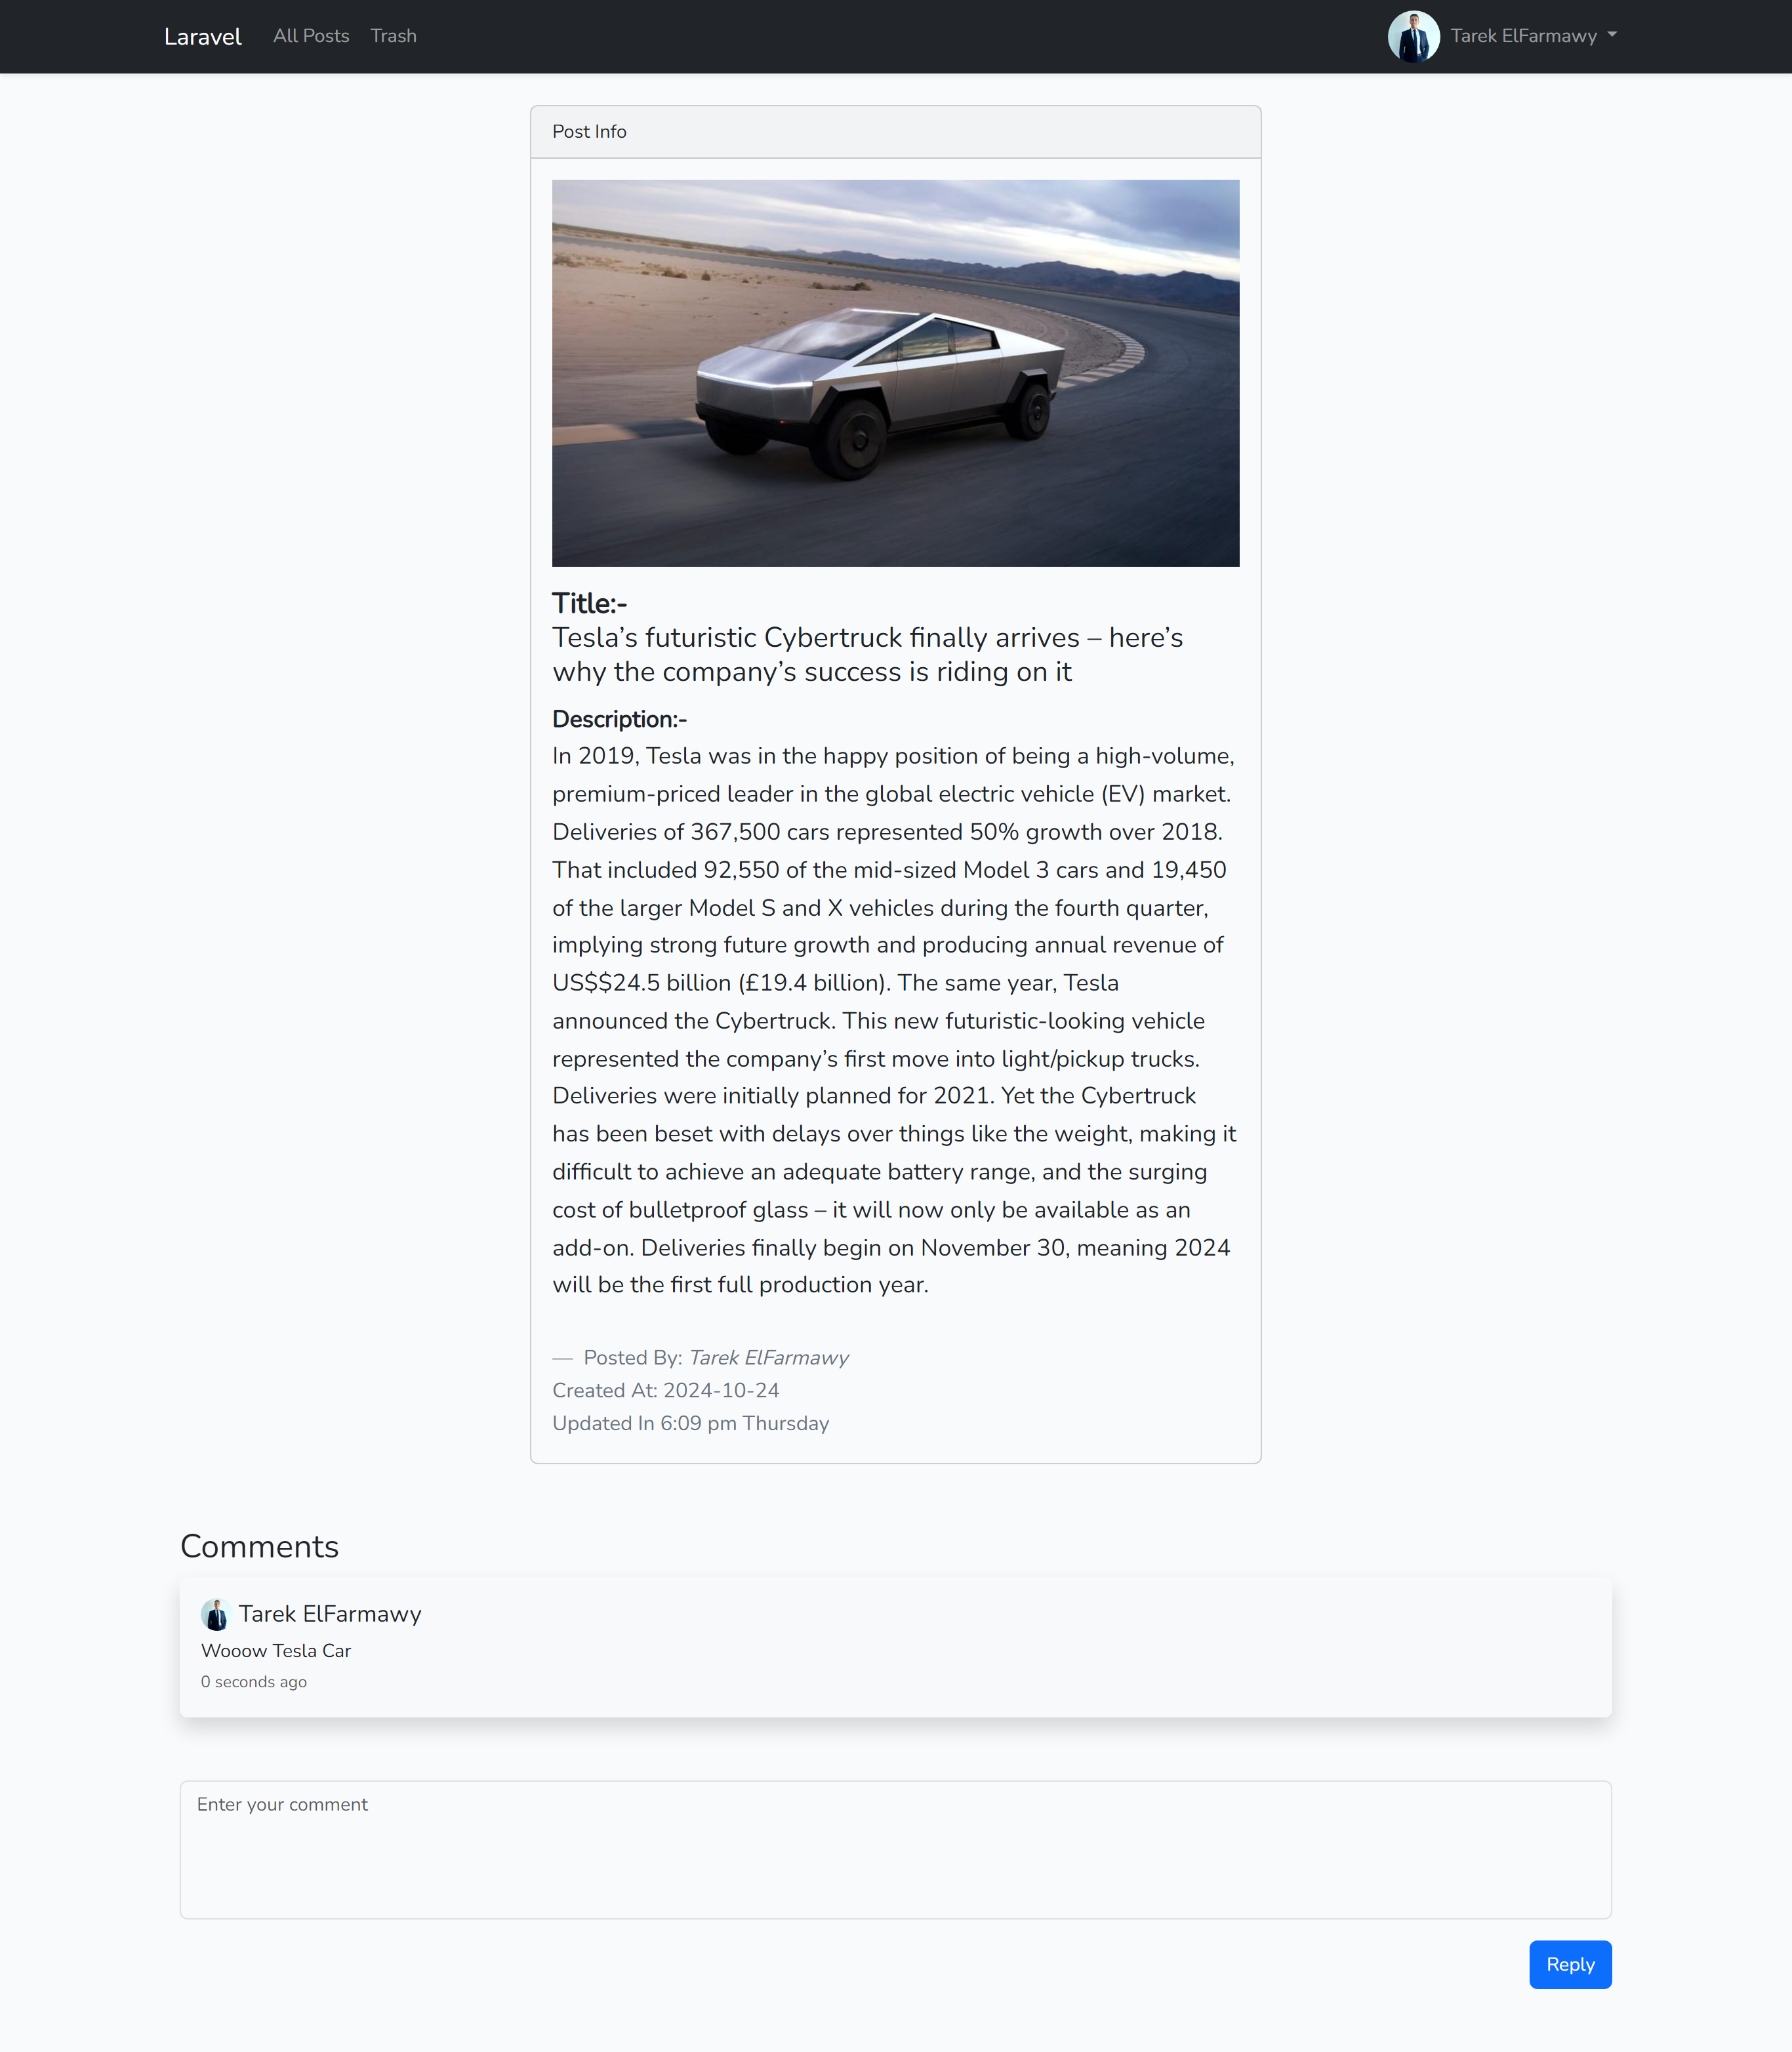 Laravel All Posts Trash Tarek ElFarmawy
Post Info
Title:-
Tesla’s futuristic Cybertruck finally arrives – here’s
why the company’s success is riding on it
Description:-
In 2019, Tesla was in the happy position of being a high-volume,
premium-priced leader in the global electric vehicle (EV) market.
Deliveries of 367,500 cars represented 50% growth over 2018.
That included 92,550 of the mid-sized Model 3 cars and 19,450
of the larger Model S and X vehicles during the fourth quarter,
implying strong future growth and producing annual revenue of
US$$24.5 billion (£19.4 billion). The same year, Tesla
announced the Cybertruck. This new futuristic-looking vehicle
represented the company’s first move into light/pickup trucks.
Deliveries were initially planned for 2021. Yet the Cybertruck
has been beset with delays over things like the weight, making it
difficult to achieve an adequate battery range, and the surging
cost of bulletproof glass – it will now only be available as an
add-on. Deliveries finally begin on November 30, meaning 2024
will be the first full production year.
— Posted By: Tarek ElFarmawy
Created At: 2024-10-24
Updated In 6:09 pm Thursday
Comments
Tarek ElFarmawy
Wooow Tesla Car
0 seconds ago
Enter your comment
Reply